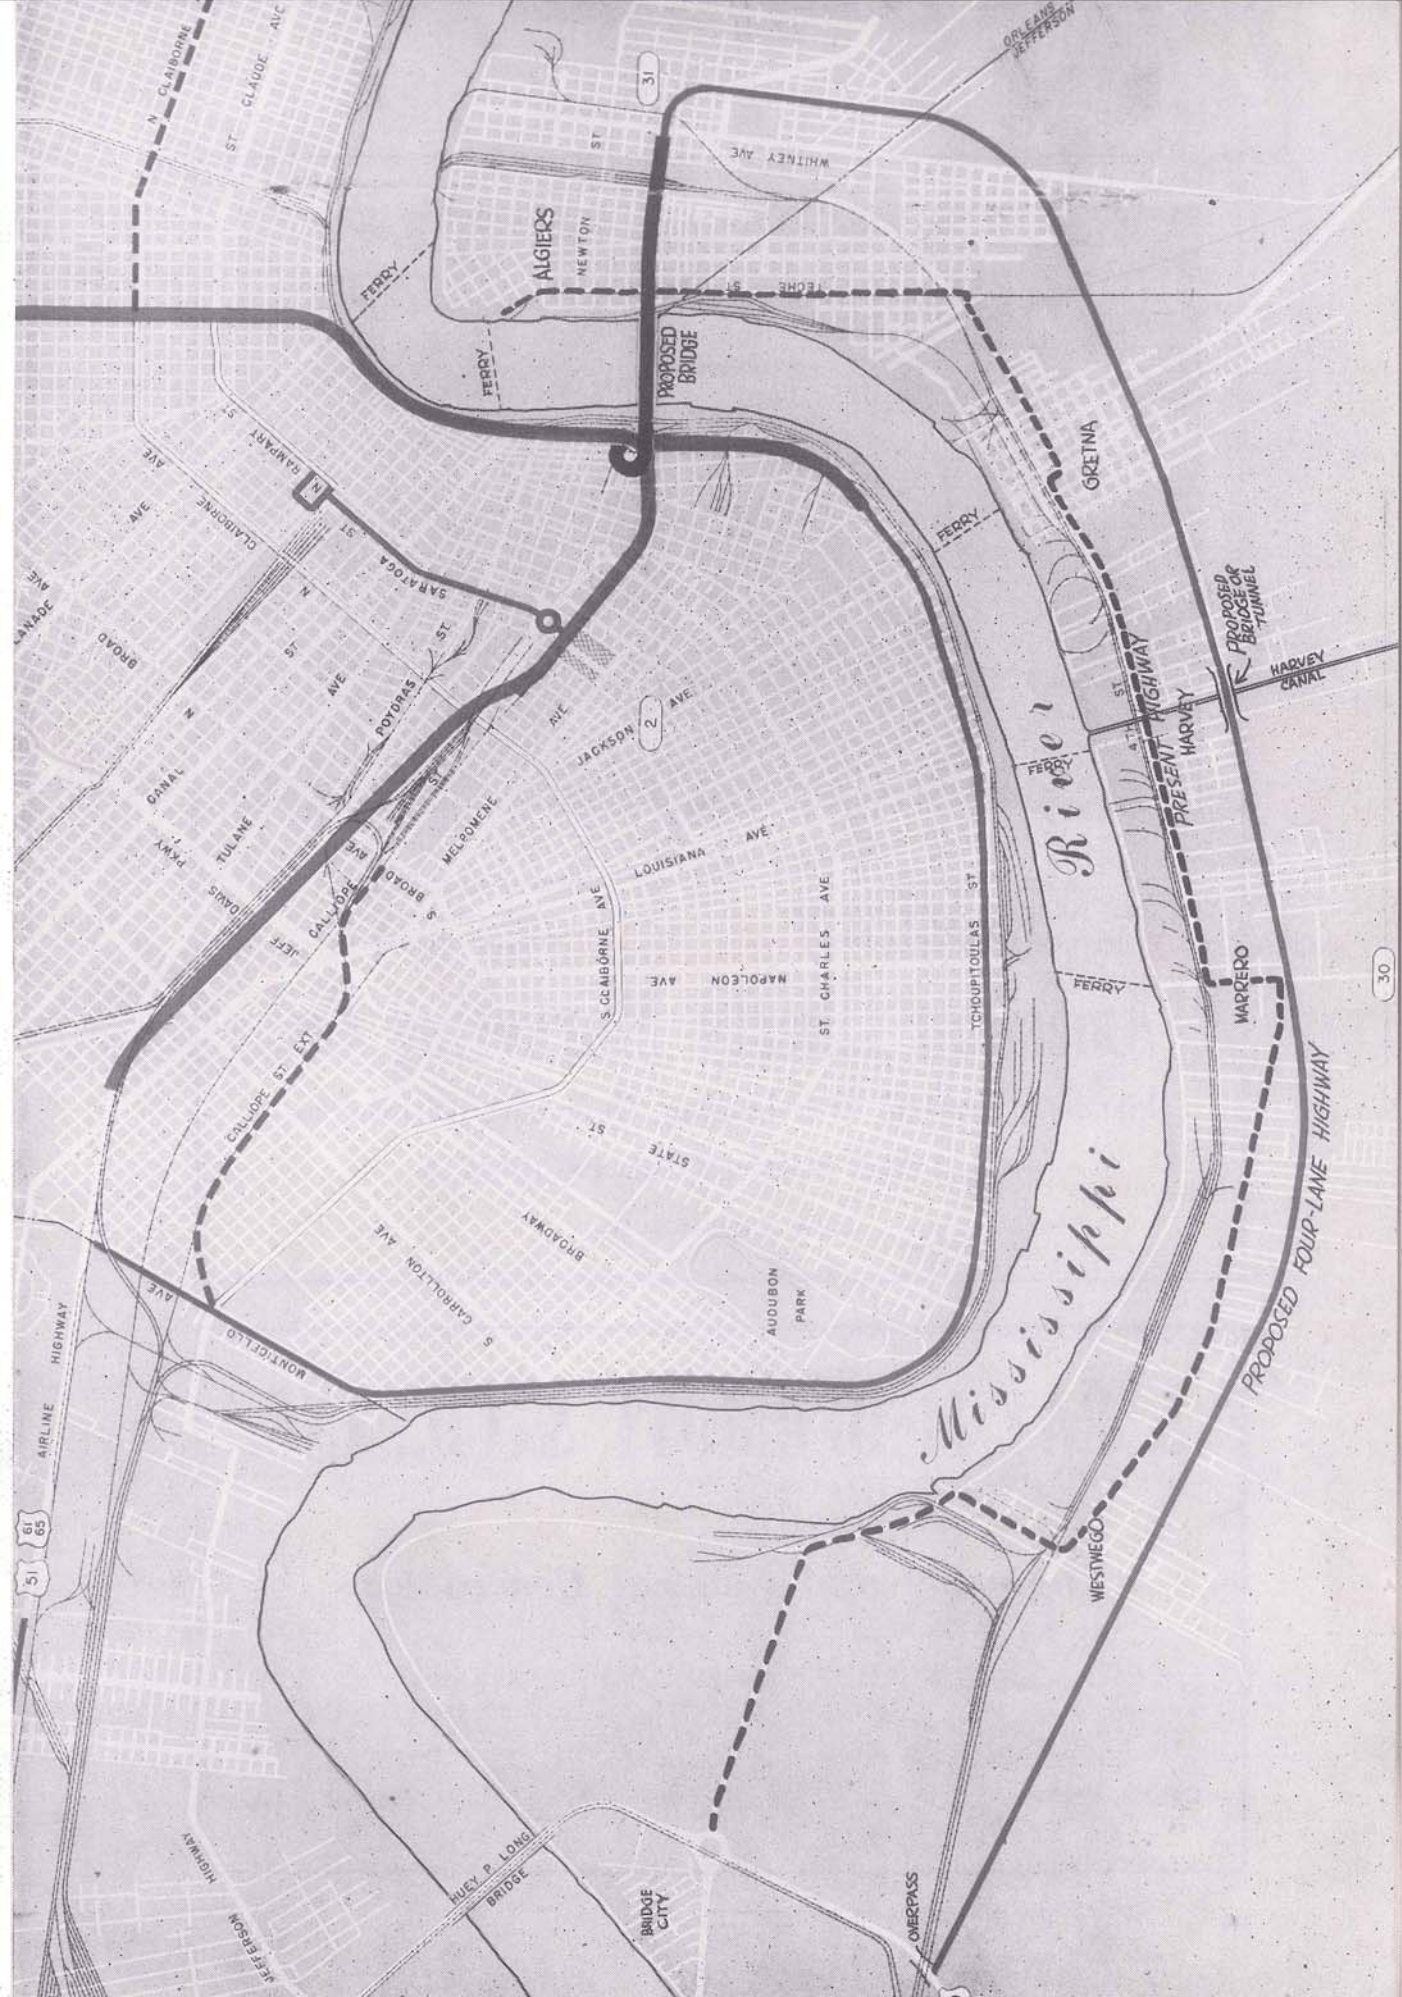 N CLAIBORNE
ST CLAUDE AVE
ORLEANS
JEFFERSON
31
ST
WHITNEY AVE
ALGIERS
NEWTON
TECHE ST
FERRY
FERRY
PROPOSED
BRIDGE
N RAMPART ST
AVE
N CLAIBORNE AVE
AVE
BROAD
N
ST
SARATOGA ST
POYDRAS ST.
AVE
ST
CANAL
TULANE
JEFF DAVIS PKWY
CALLIOPE ST
S BROAD AVE
MELPOMENE AVE
JACKSON AVE
2
LOUISIANA AVE
S CLAIBORNE AVE
NAPOLEON AVE
ST. CHARLES AVE
TCHOUPITOULAS ST
FERRY
GRETNA
PROPOSED
BRIDGE OR
TUNNEL
HARVEY
CANAL
4TH ST
PRESENT HIGHWAY
HARVEY
FERRY
FERRY
MARRERO
30
PROPOSED FOUR-LANE HIGHWAY
Mississippi River
CALLIOPE ST EXT
STATE ST
BROADWAY
S CARROLLTON AVE
AUDUBON
PARK
MONTICELLO AVE
AIRLINE HIGHWAY
61
65
51
WESTWEGO
JEFFERSON HIGHWAY
HUEY P LONG
BRIDGE
BRIDGE
CITY
OVERPASS